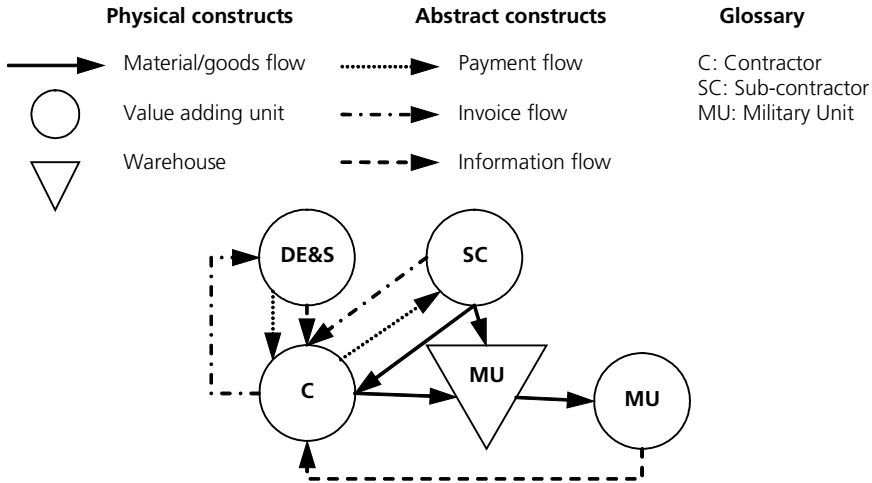 Physical constructs Abstract constructs Glossary
Material/goods flow Payment flow C: Contractor
SC: Sub-contractor
Value adding unit Invoice flow MU: Military Unit
Warehouse Information flow
DE&S SC
C MU MU